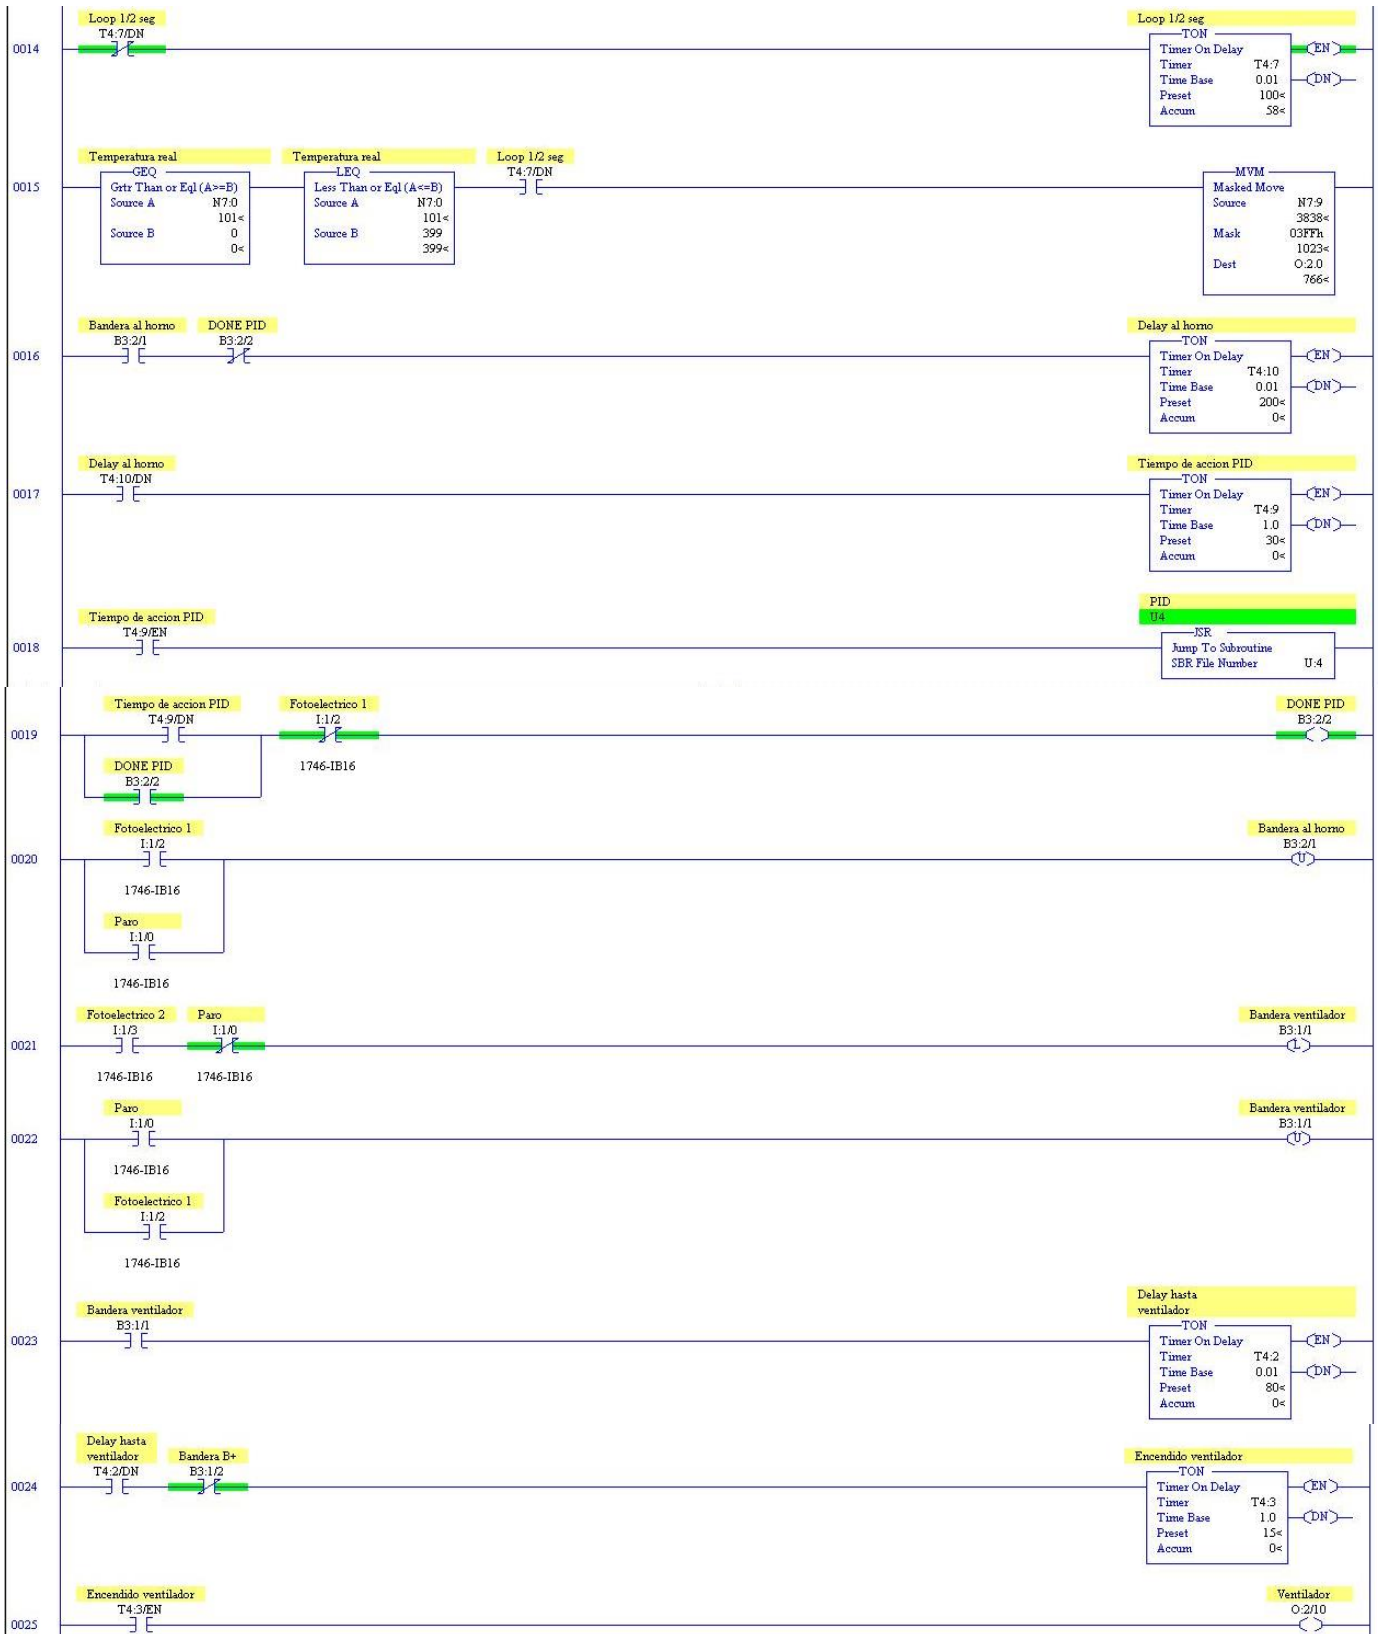 Loop 1/2 seg
T4:7/DN
0014
Loop 1/2 seg
TON
Timer On Delay
Timer T4:7
Time Base 0.01
Preset 100<
Accum 58<
EN
DN
Temperatura real
GEQ
Grtr Than or Eql (A>=B)
Source A N7:0
101<
Source B 0
0<
Temperatura real
LEQ
Less Than or Eql (A<=B)
Source A N7:0
101<
Source B 399
399<
Loop 1/2 seg
T4:7/DN
0015
MVM
Masked Move
Source N7:9
3838<
Mask 03FFh
1023<
Dest O:2.0
766<
Bandera al horno
B3:2/1
DONE PID
B3:2/2
0016
Delay al horno
TON
Timer On Delay
Timer T4:10
Time Base 0.01
Preset 200<
Accum 0<
EN
DN
Delay al horno
T4:10/DN
0017
Tiempo de accion PID
TON
Timer On Delay
Timer T4:9
Time Base 1.0
Preset 30<
Accum 0<
EN
DN
Tiempo de accion PID
T4:9/EN
0018
PID
U4
JSR
Jump To Subroutine
SBR File Number U:4
Tiempo de accion PID
T4:9/DN
Fotoelectrico 1
I:1/2
1746-IB16
0019
DONE PID
B3:2/2
DONE PID
B3:2/2
Fotoelectrico 1
I:1/2
0020
1746-IB16
Paro
I:1/0
1746-IB16
Bandera al horno
B3:2/1
U
Fotoelectrico 2
I:1/3
Paro
I:1/0
0021
1746-IB16
1746-IB16
Bandera ventilador
B3:1/1
L
Paro
I:1/0
0022
1746-IB16
Fotoelectrico 1
I:1/2
1746-IB16
Bandera ventilador
B3:1/1
U
Bandera ventilador
B3:1/1
0023
Delay hasta
ventilador
TON
Timer On Delay
Timer T4:2
Time Base 0.01
Preset 80<
Accum 0<
EN
DN
Delay hasta
ventilador
T4:2/DN
Bandera B+
B3:1/2
0024
Encendido ventilador
TON
Timer On Delay
Timer T4:3
Time Base 1.0
Preset 15<
Accum 0<
EN
DN
Encendido ventilador
T4:3/EN
0025
Ventilador
O:2/10